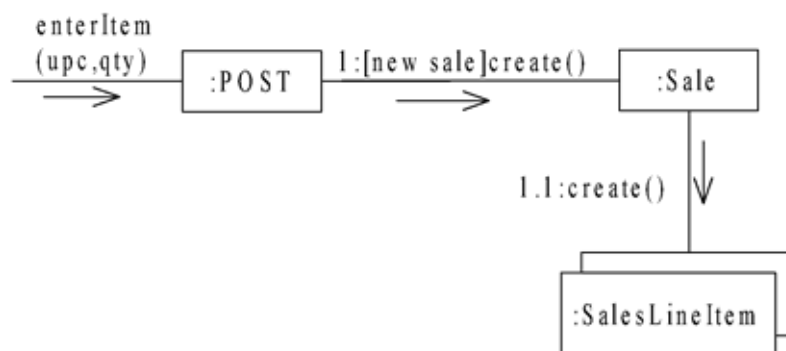 enterItem
(upc,qty)
:POST
1:[new sale]create()
:Sale
1.1:create()
:SalesLineItem